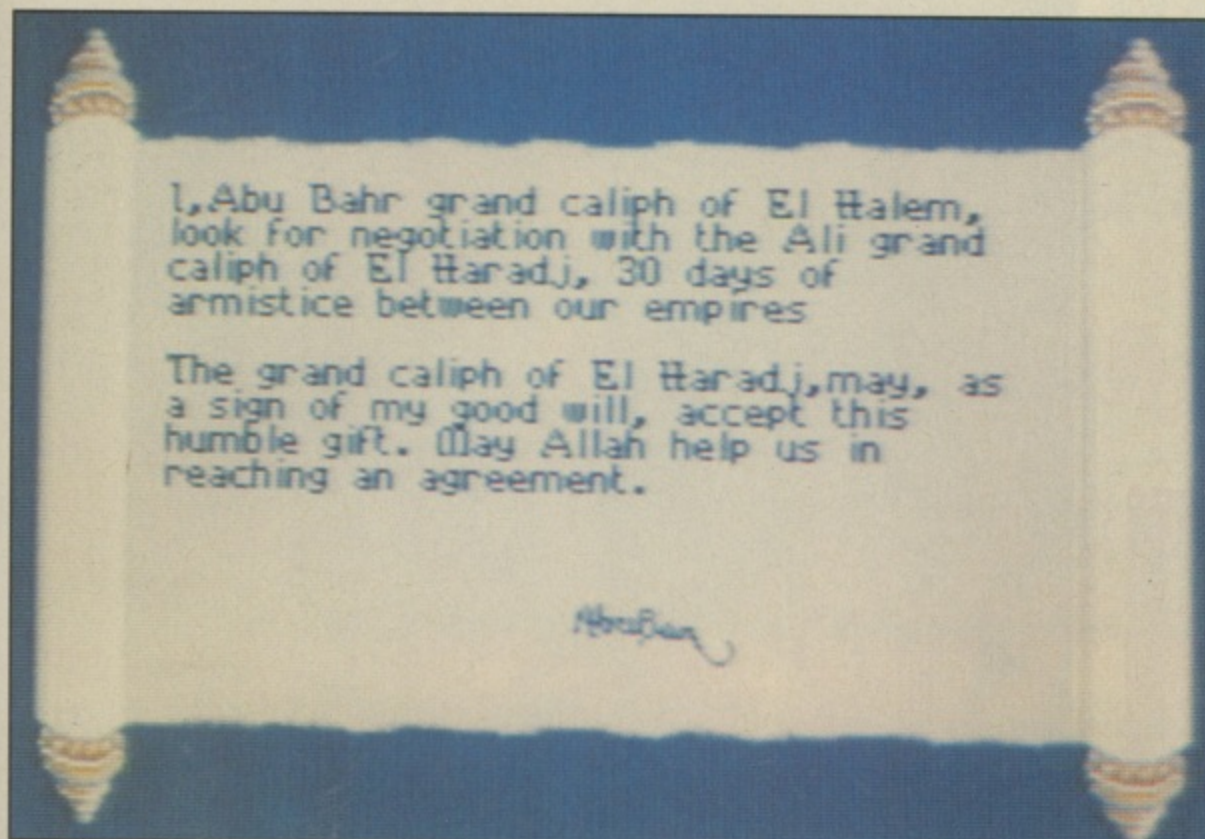 I,Abu Bahr grand caliph of El Halem,
look for negotiation with the Ali grand
caliph of El Haradj, 30 days of
armistice between our empires
The grand caliph of El Haradj,may, as
a sign of my good will, accept this
humble gift. May Allah help us in
reaching an agreement.